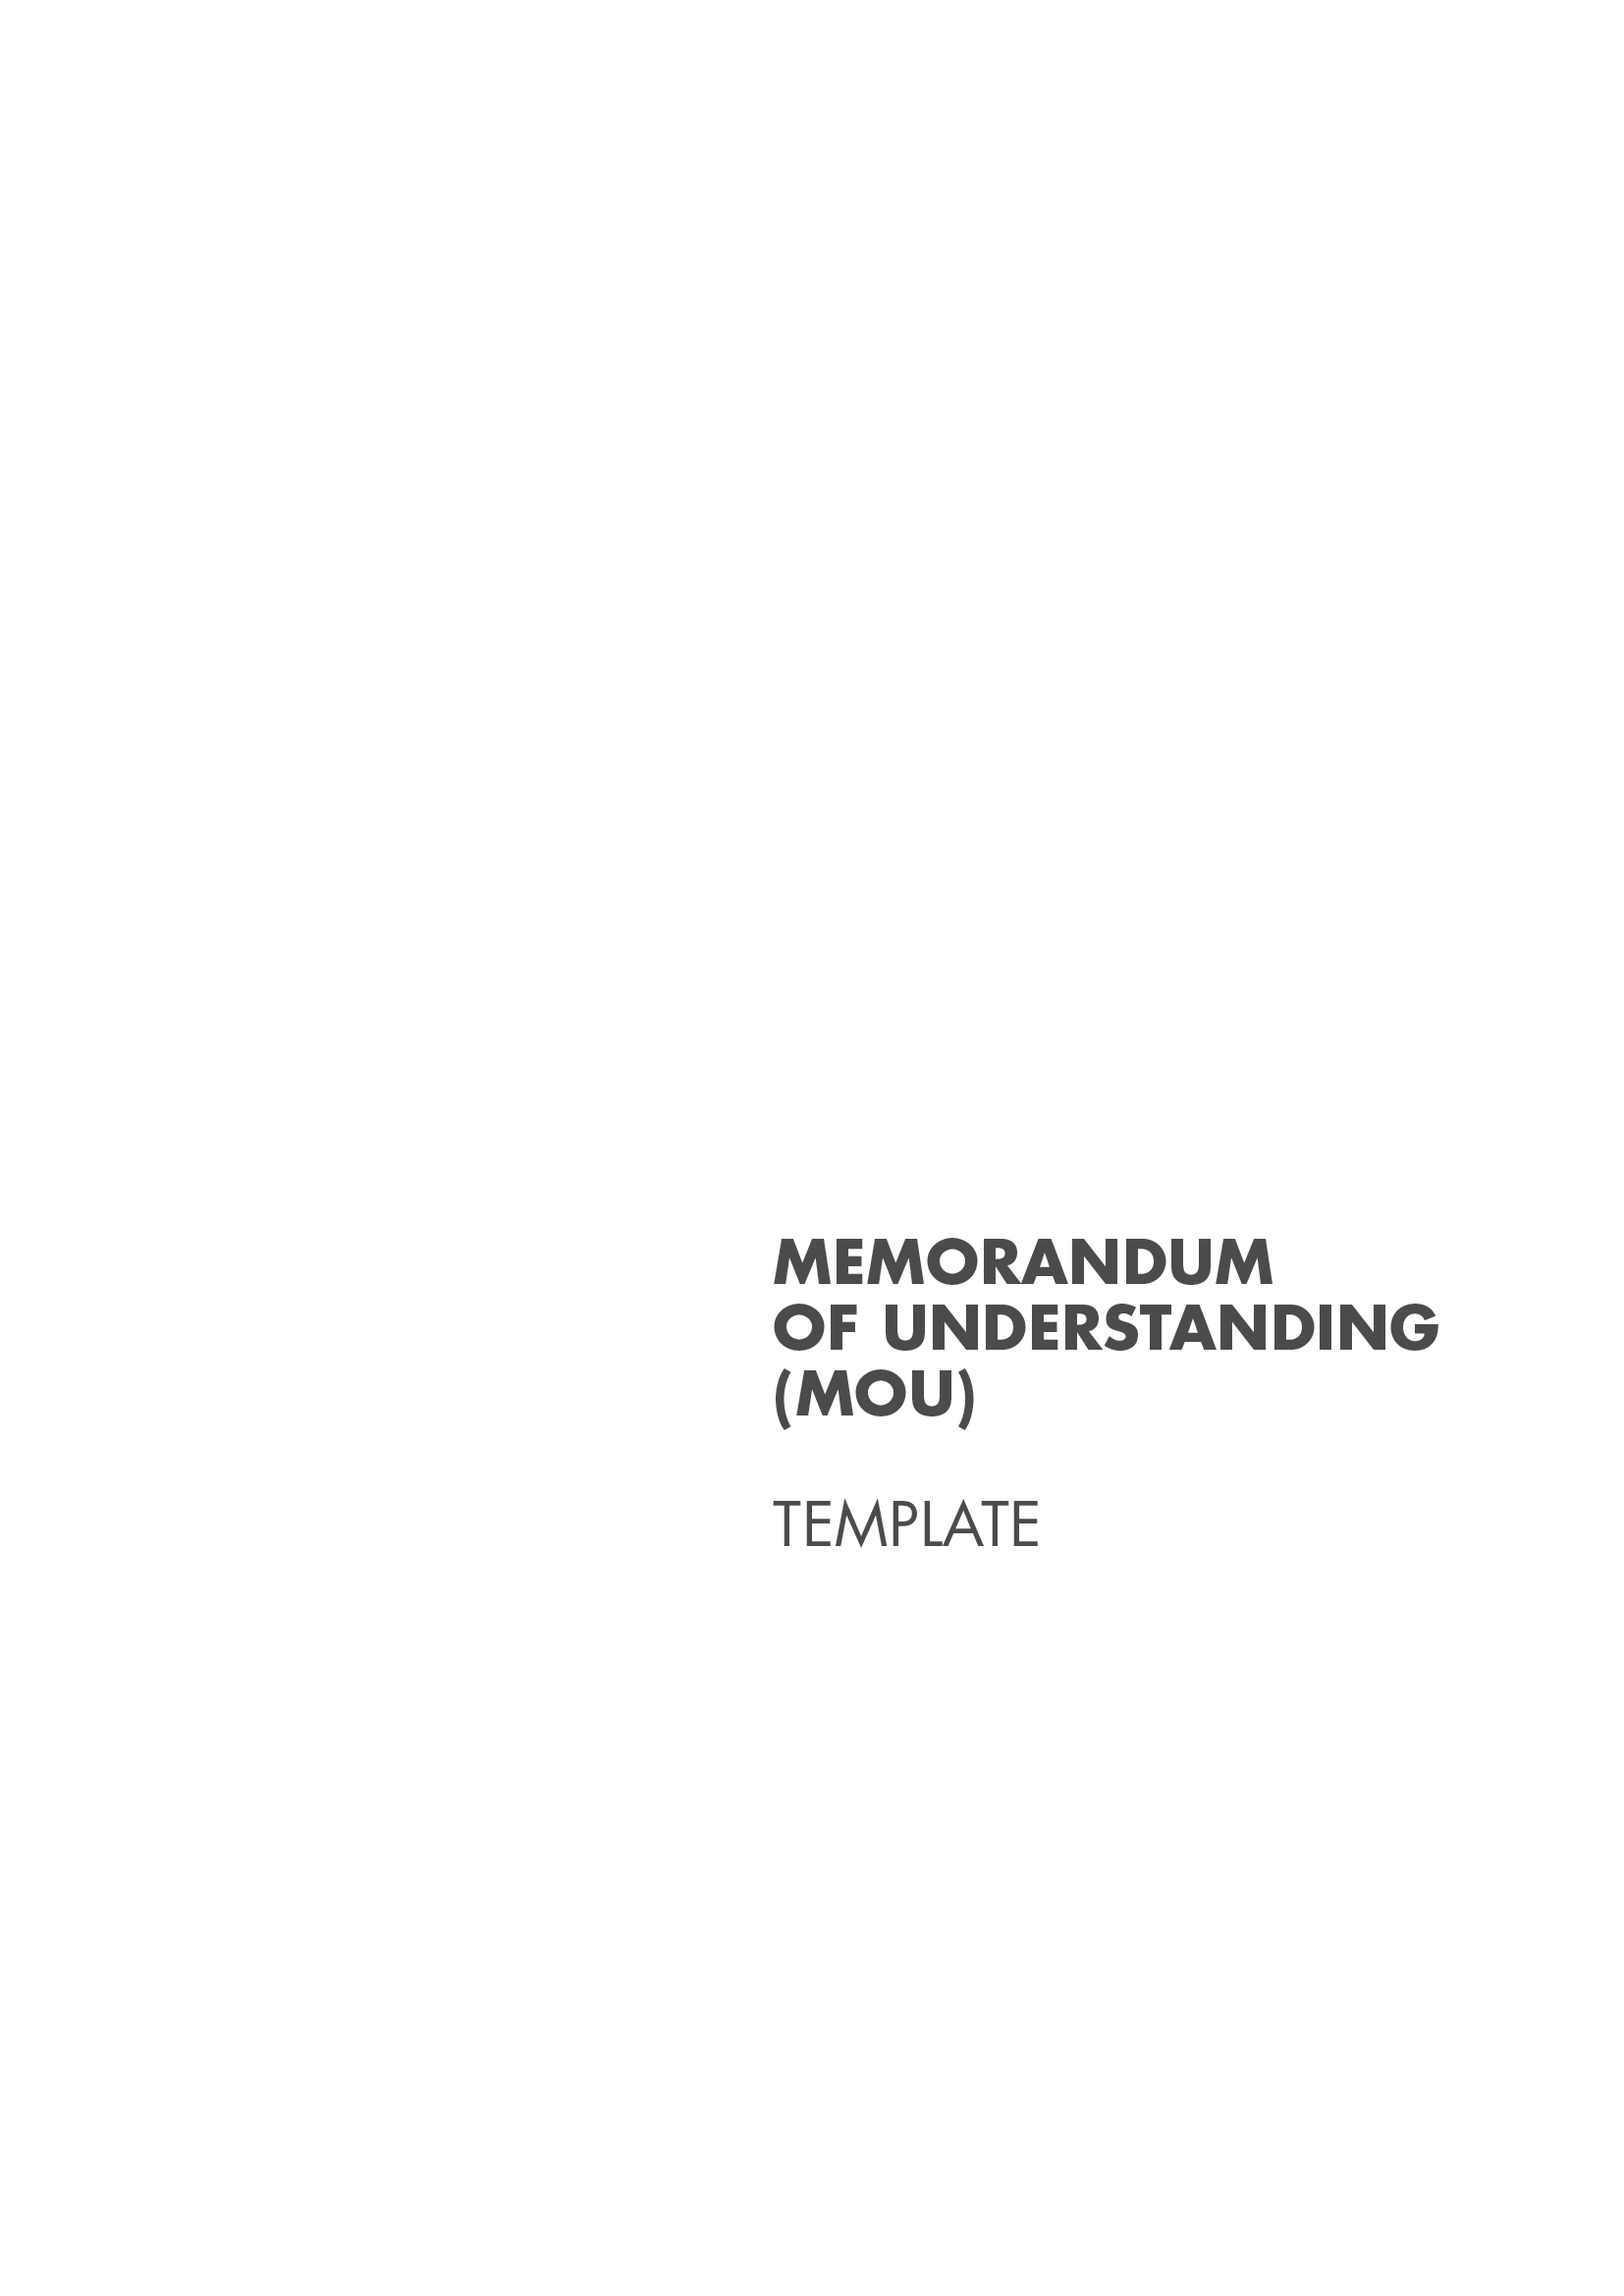 MEMORANDUM
OF UNDERSTANDING
(MOU)
TEMPLATE